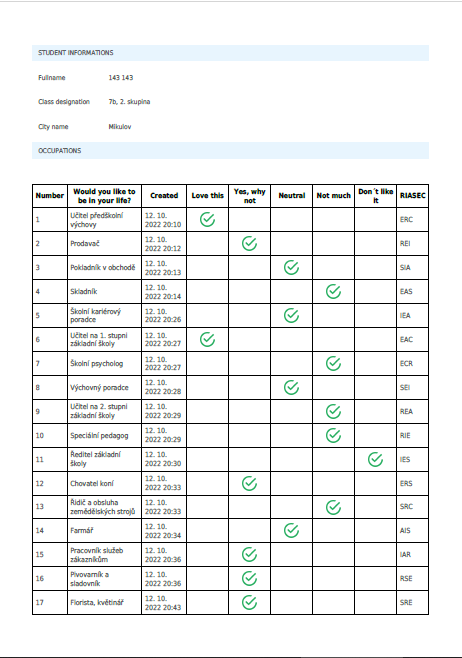 STUDENT INFORMATIONS
Fullname 143 143
Class designation 7b, 2. skupina
City name Mikulov
OCCUPATIONS
Number Would you like to be in your life? Created Love this Yes, why not Neutral Not much Don´t like it RIASEC
1 Učitel předškolní výchovy 12. 10. 2022 20:10 ERC
2 Prodavač 12. 10. 2022 20:12 REI
3 Pokladník v obchodě 12. 10. 2022 20:13 SIA
4 Skladník 12. 10. 2022 20:14 EAS
5 Školní kariérový poradce 12. 10. 2022 20:26 IEA
6 Učitel na 1. stupni základní školy 12. 10. 2022 20:27 EAC
7 Školní psycholog 12. 10. 2022 20:27 ECR
8 Výchovný poradce 12. 10. 2022 20:28 SEI
9 Učitel na 2. stupni základní školy 12. 10. 2022 20:29 REA
10 Speciální pedagog 12. 10. 2022 20:29 RIE
11 Ředitel základní školy 12. 10. 2022 20:30 IES
12 Chovatel koní 12. 10. 2022 20:33 ERS
13 Řidič a obsluha zemědělských strojů 12. 10. 2022 20:33 SRC
14 Farmář 12. 10. 2022 20:34 AIS
15 Pracovník služeb zákazníkům 12. 10. 2022 20:36 IAR
16 Pivovarník a sladovník 12. 10. 2022 20:36 RSE
17 Florista, květinář 12. 10. 2022 20:43 SRE